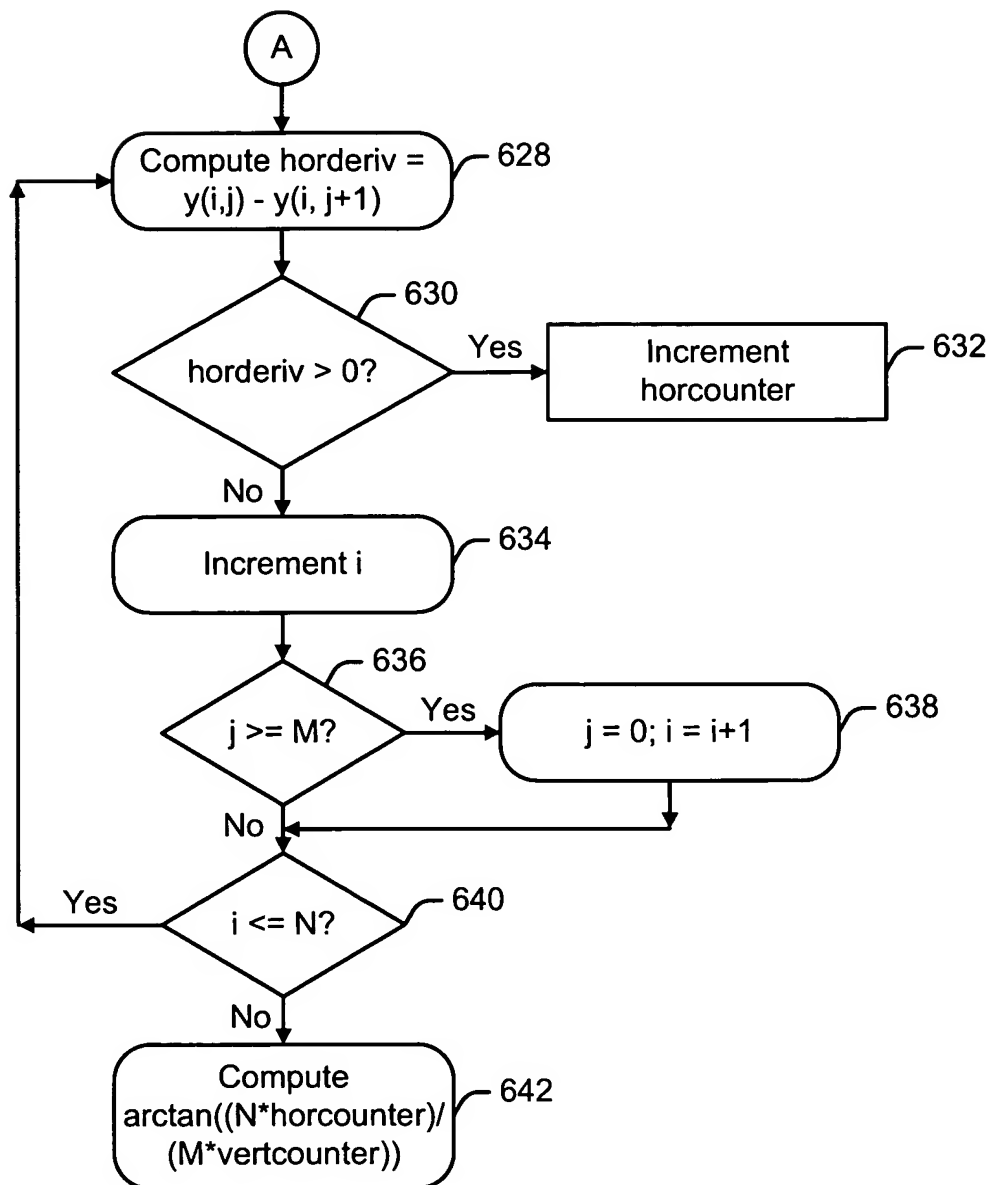 A
Compute horderiv =
y(i,j) - y(i, j+1)
628
630
horderiv > 0?
Yes
Increment
horcounter
632
No
Increment i
634
636
j >= M?
Yes
j = 0; i = i+1
638
No
i <= N?
640
Yes
No
Compute
arctan((N*horcounter)/
(M*vertcounter))
642